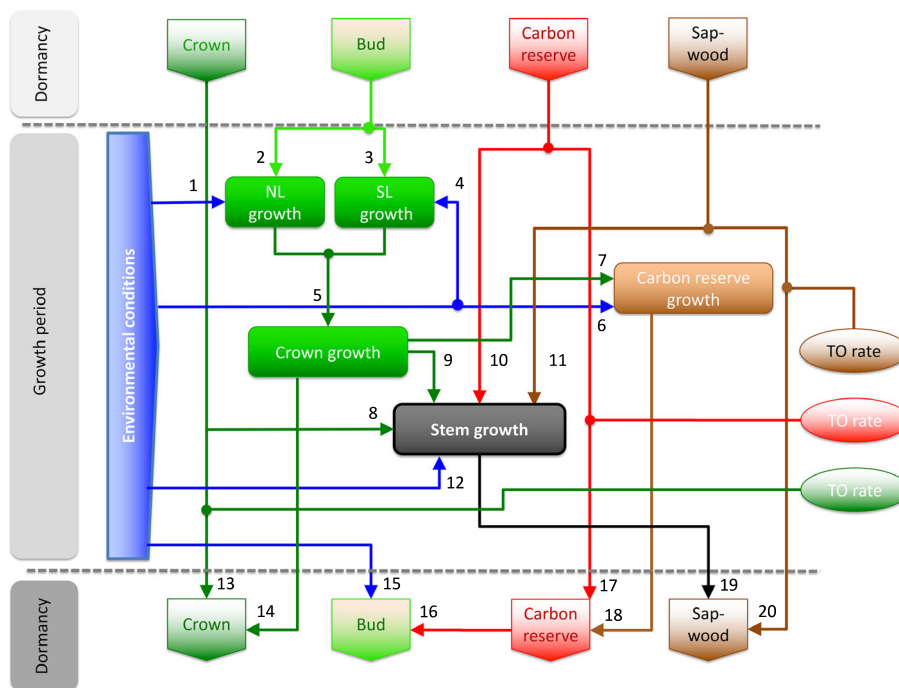 Dormancy
Crown
Bud
Carbon
reserve
Sap-
wood
Growth period
Environmental conditions
1
2
3
4
NL
growth
SL
growth
5
6
7
Carbon reserve
growth
Crown growth
8
9
10
11
TO rate
Stem growth
TO rate
12
TO rate
Dormancy
13
14
15
16
17
18
19
20
Crown
Bud
Carbon
reserve
Sap-
wood